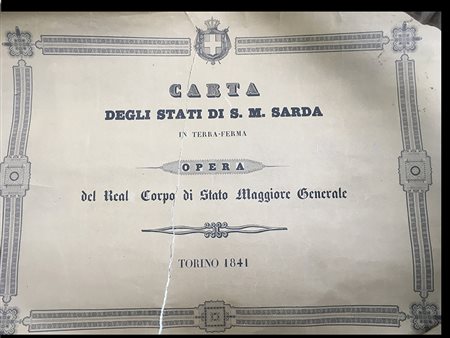 CARTA
DEGLI STATI DI S. M. SARDA
IN TERRA-FERMA
OPERA
del Real Corpo di Stato Maggiore Generale
TORINO 1841